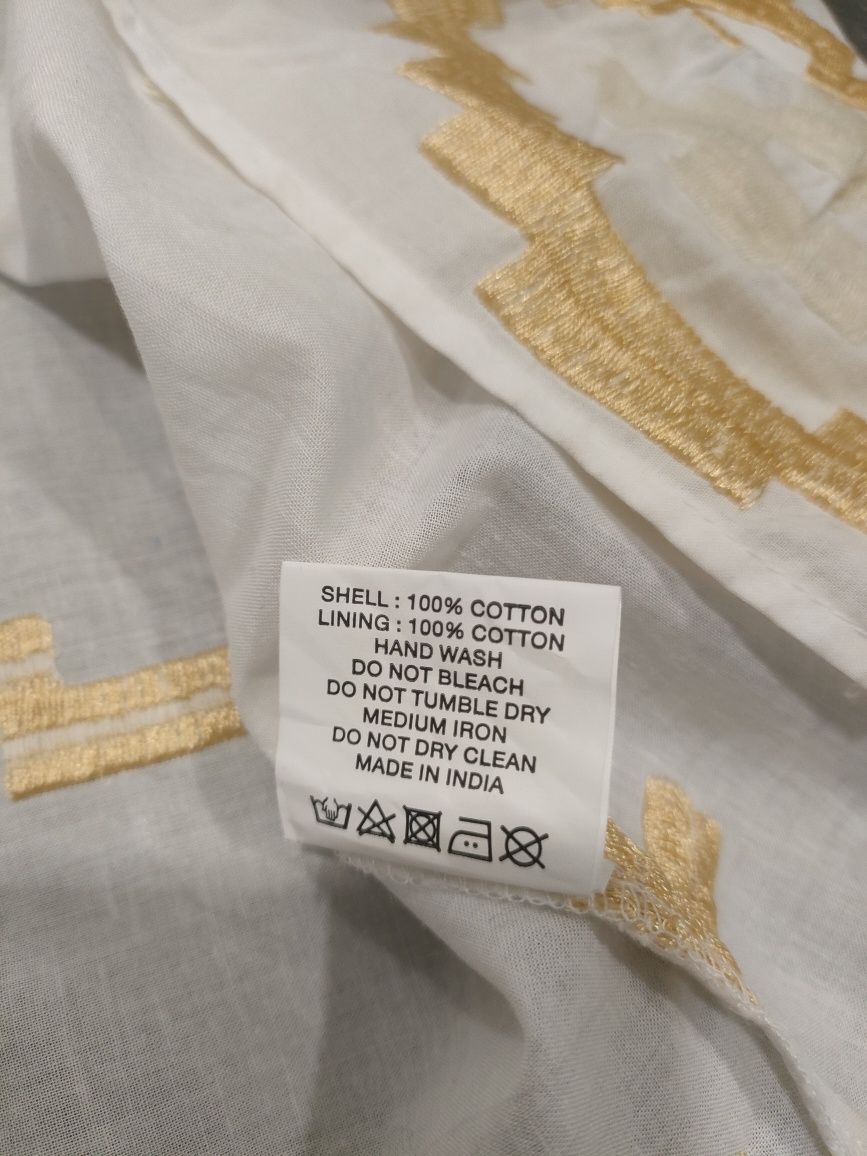 SHELL : 100% COTTON
LINING : 100% COTTON
HAND WASH
DO NOT BLEACH
DO NOT TUMBLE DRY
MEDIUM IRON
DO NOT DRY CLEAN
MADE IN INDIA